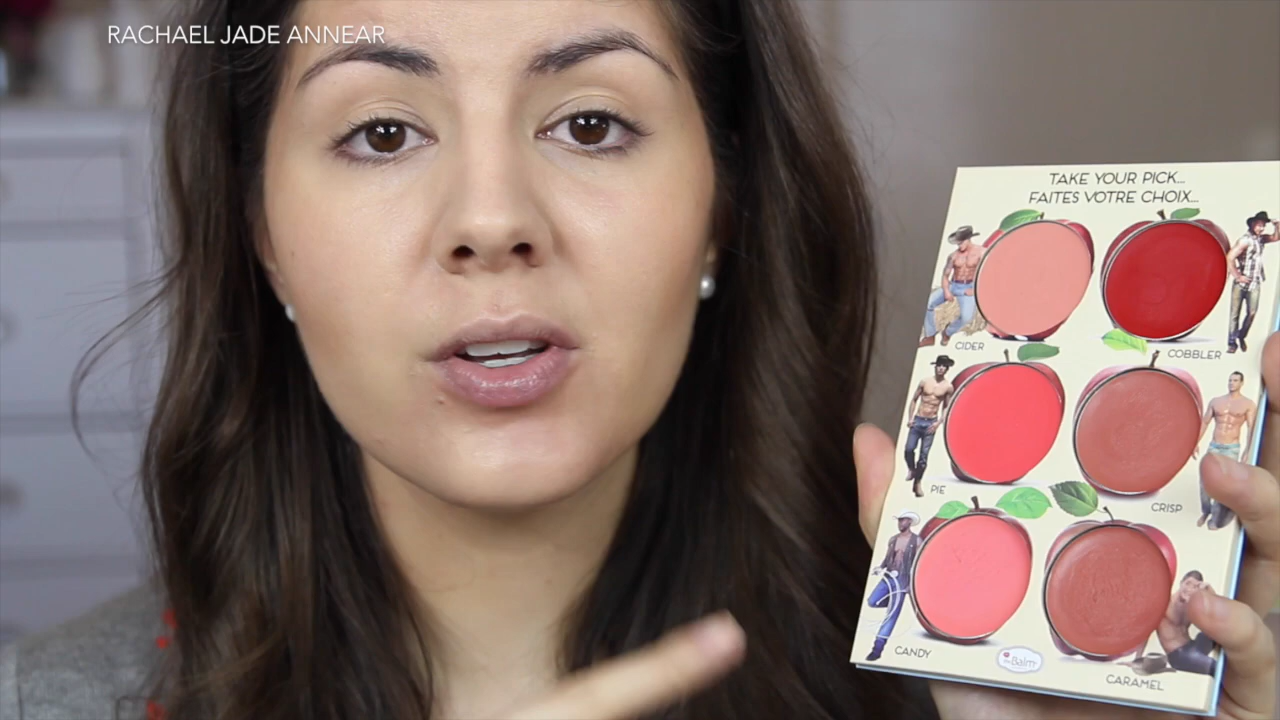 RACHAEL JADE ANNEAR
TAKE YOUR PICK...
FAITES VOTRE CHOIX...
CIDER
COBBLER
PIE
CRISP
CANDY
theBalm
CARAMEL